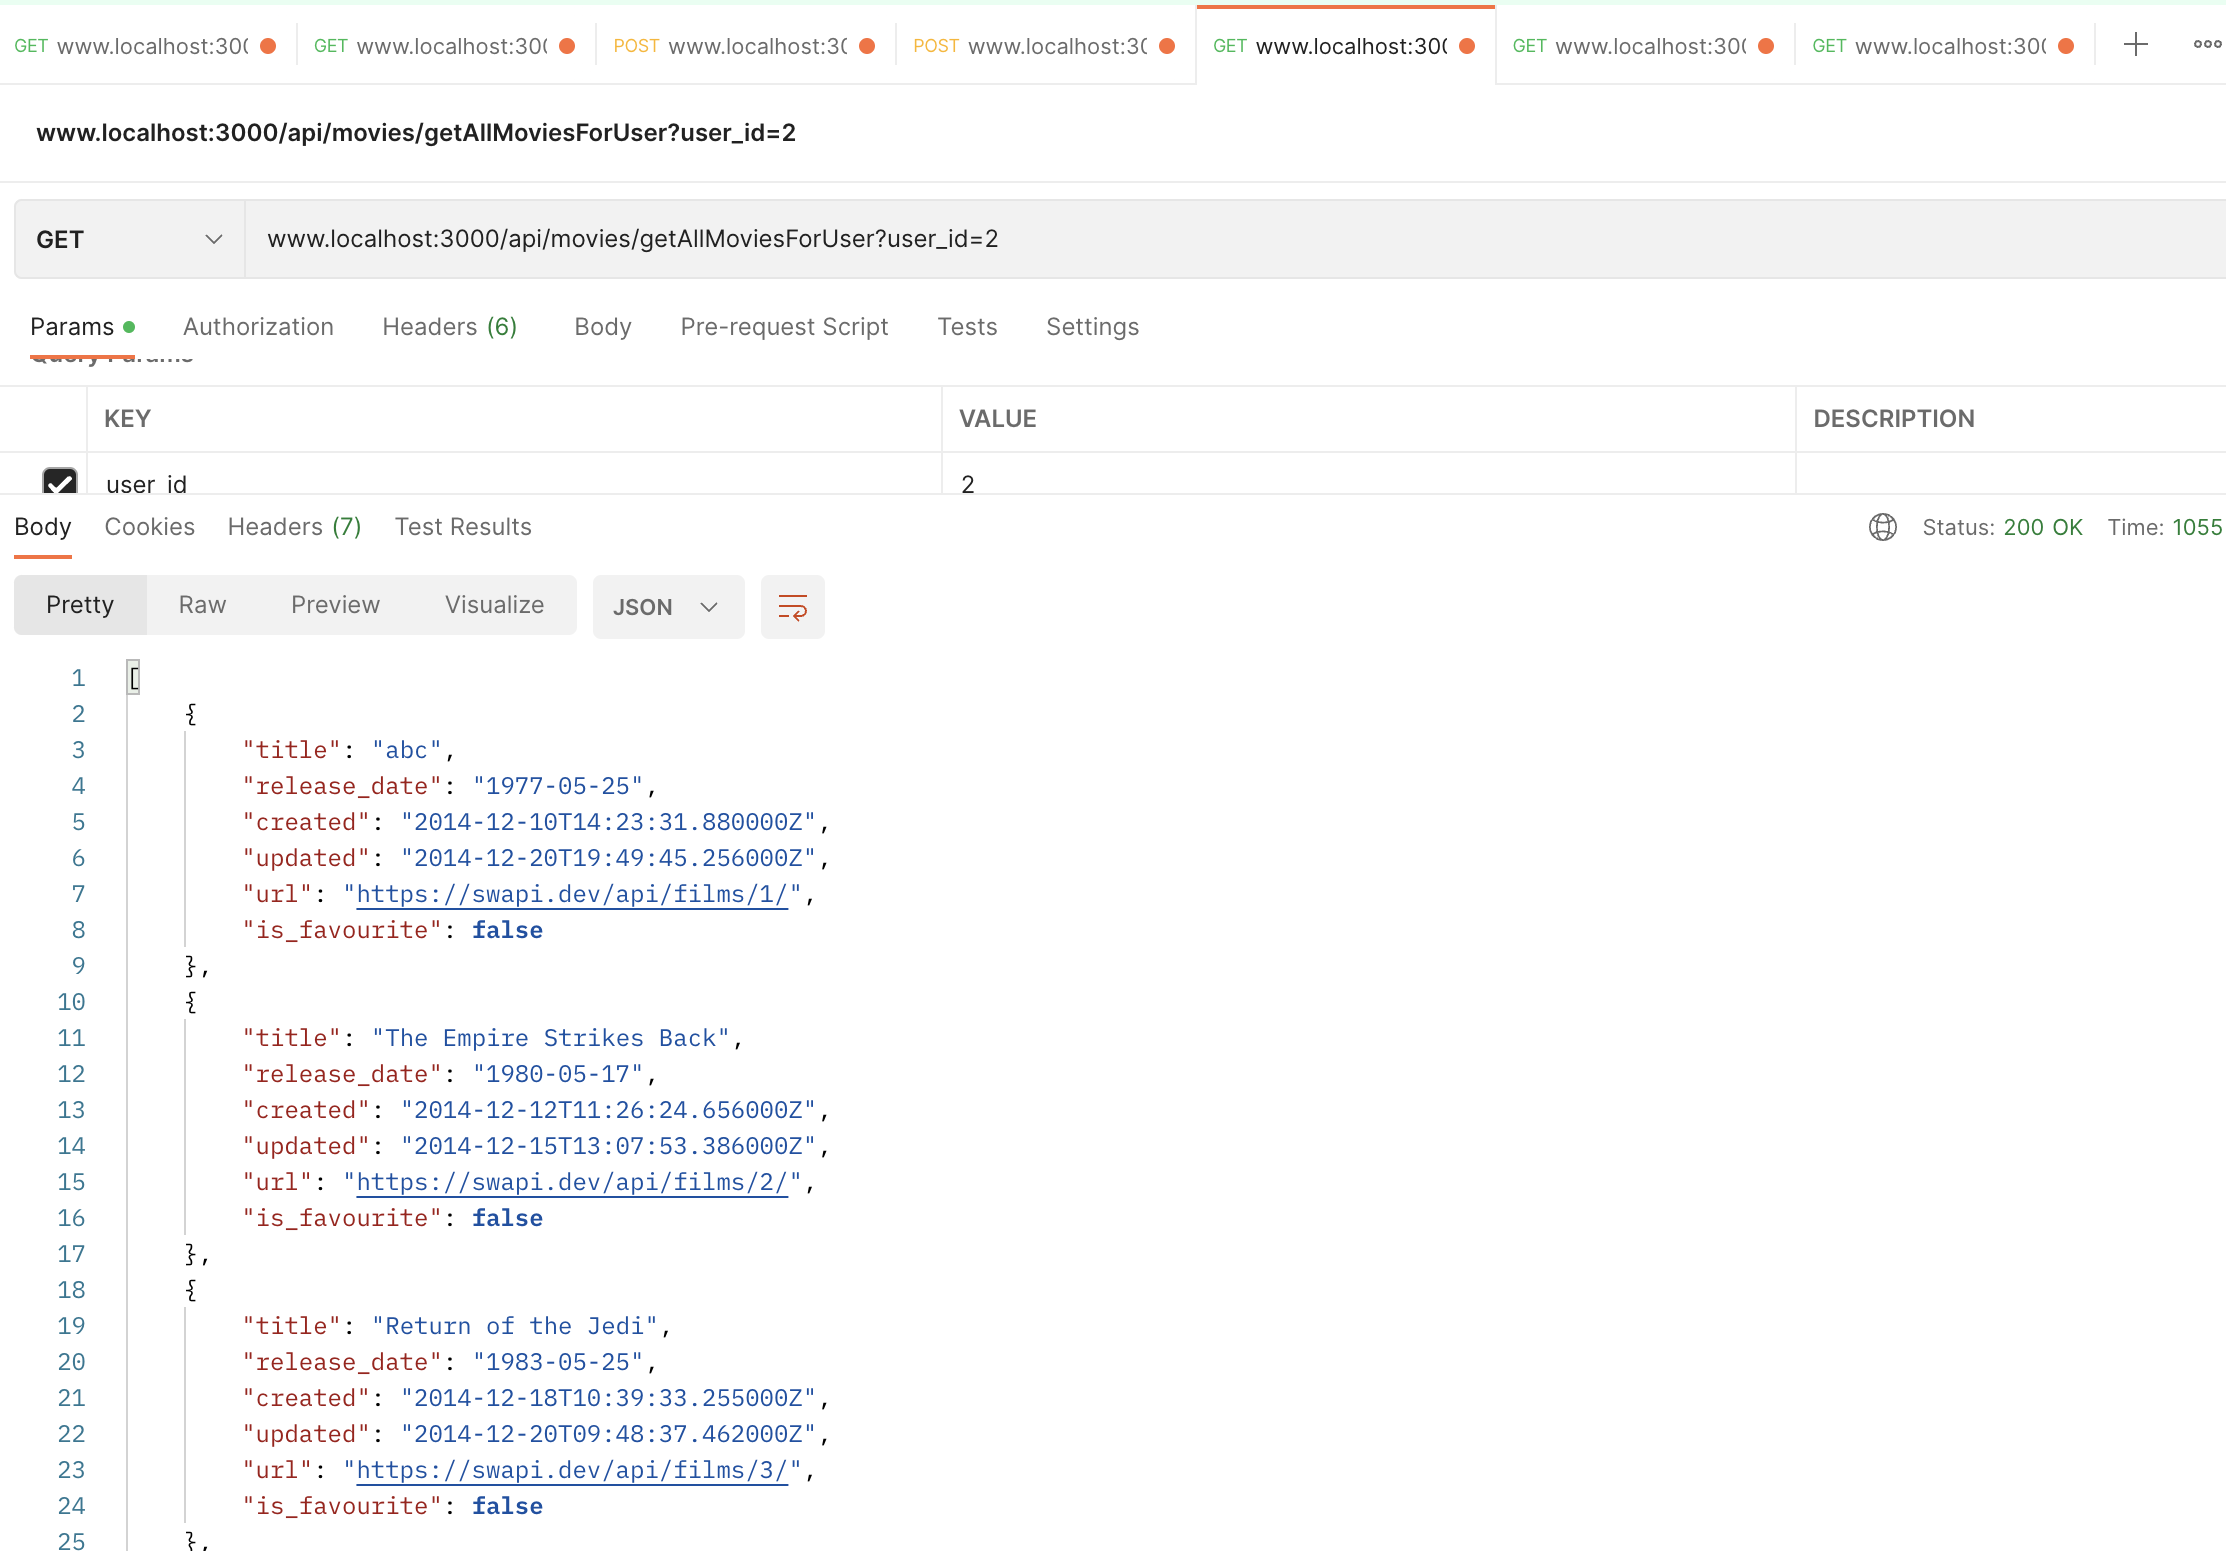 GET www.localhost:300 GET www.localhost:300 POST www.localhost:30 POST www.localhost:30 GET www.localhost:300 GET www.localhost:300 GET www.localhost:300
www.localhost:3000/api/movies/getAllMoviesForUser?user_id=2
GET www.localhost:3000/api/movies/getAllMoviesForUser?user_id=2
Params Authorization Headers (6) Body Pre-request Script Tests Settings
Query Params
KEY VALUE DESCRIPTION
user_id 2
Body Cookies Headers (7) Test Results Status: 200 OK Time: 1055
Pretty Raw Preview Visualize JSON
1 [
2 {
3 "title": "abc",
4 "release_date": "1977-05-25",
5 "created": "2014-12-10T14:23:31.880000Z",
6 "updated": "2014-12-20T19:49:45.256000Z",
7 "url": "https://swapi.dev/api/films/1/",
8 "is_favourite": false
9 },
10 {
11 "title": "The Empire Strikes Back",
12 "release_date": "1980-05-17",
13 "created": "2014-12-12T11:26:24.656000Z",
14 "updated": "2014-12-15T13:07:53.386000Z",
15 "url": "https://swapi.dev/api/films/2/",
16 "is_favourite": false
17 },
18 {
19 "title": "Return of the Jedi",
20 "release_date": "1983-05-25",
21 "created": "2014-12-18T10:39:33.255000Z",
22 "updated": "2014-12-20T09:48:37.462000Z",
23 "url": "https://swapi.dev/api/films/3/",
24 "is_favourite": false
25 },